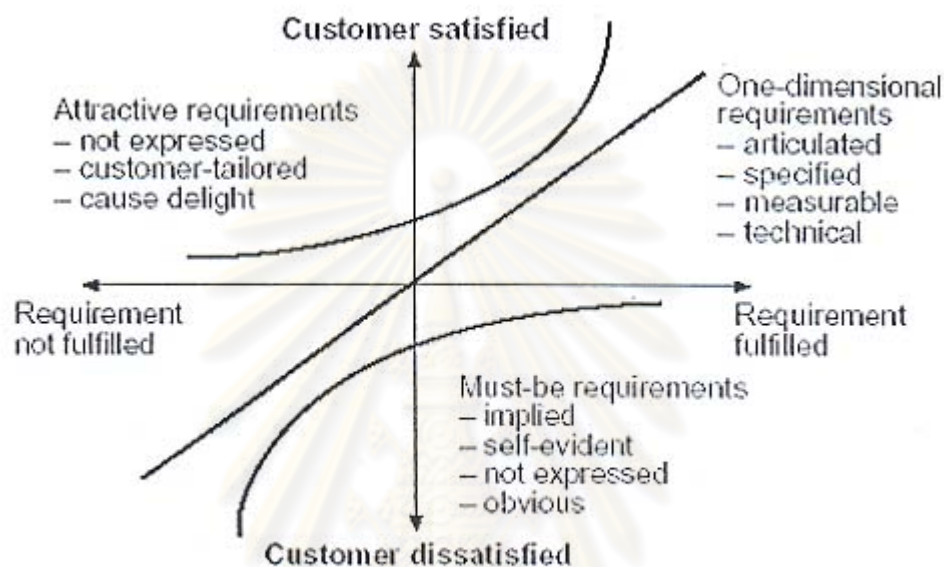 Customer satisfied
Attractive requirements
– not expressed
– customer-tailored
– cause delight
One-dimensional
requirements
– articulated
– specified
– measurable
– technical
Requirement
not fulfilled
Requirement
fulfilled
Must-be requirements
– implied
– self-evident
– not expressed
– obvious
Customer dissatisfied